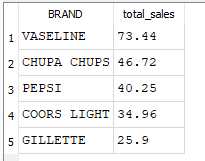 BRAND total_sales
1 VASELINE 73.44
2 CHUPA CHUPS 46.72
3 PEPSI 40.25
4 COORS LIGHT 34.96
5 GILLETTE 25.9